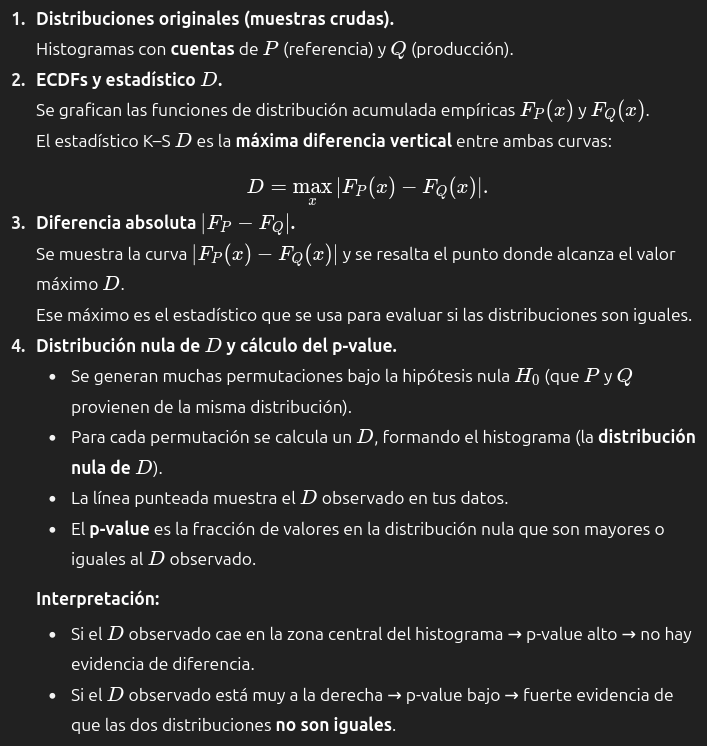 1. Distribuciones originales (muestras crudas).
Histogramas con cuentas de P (referencia) y Q (producción).
2. ECDFs y estadístico D.
Se grafican las funciones de distribución acumulada empíricas F_P(x) y F_Q(x).
El estadístico K–S D es la máxima diferencia vertical entre ambas curvas:
D = max_x |F_P(x) − F_Q(x)|.
3. Diferencia absoluta |F_P − F_Q|.
Se muestra la curva |F_P(x) − F_Q(x)| y se resalta el punto donde alcanza el valor
máximo D.
Ese máximo es el estadístico que se usa para evaluar si las distribuciones son iguales.
4. Distribución nula de D y cálculo del p-value.
• Se generan muchas permutaciones bajo la hipótesis nula H_0 (que P y Q
provienen de la misma distribución).
• Para cada permutación se calcula un D, formando el histograma (la distribución
nula de D).
• La línea punteada muestra el D observado en tus datos.
• El p-value es la fracción de valores en la distribución nula que son mayores o
iguales al D observado.
Interpretación:
• Si el D observado cae en la zona central del histograma → p-value alto → no hay
evidencia de diferencia.
• Si el D observado está muy a la derecha → p-value bajo → fuerte evidencia de
que las dos distribuciones no son iguales.